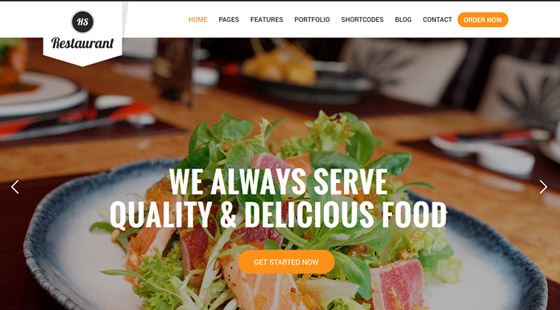 HS
Restaurant
HOME PAGES FEATURES PORTFOLIO SHORTCODES BLOG CONTACT ORDER NOW
WE ALWAYS SERVE
QUALITY & DELICIOUS FOOD
GET STARTED NOW